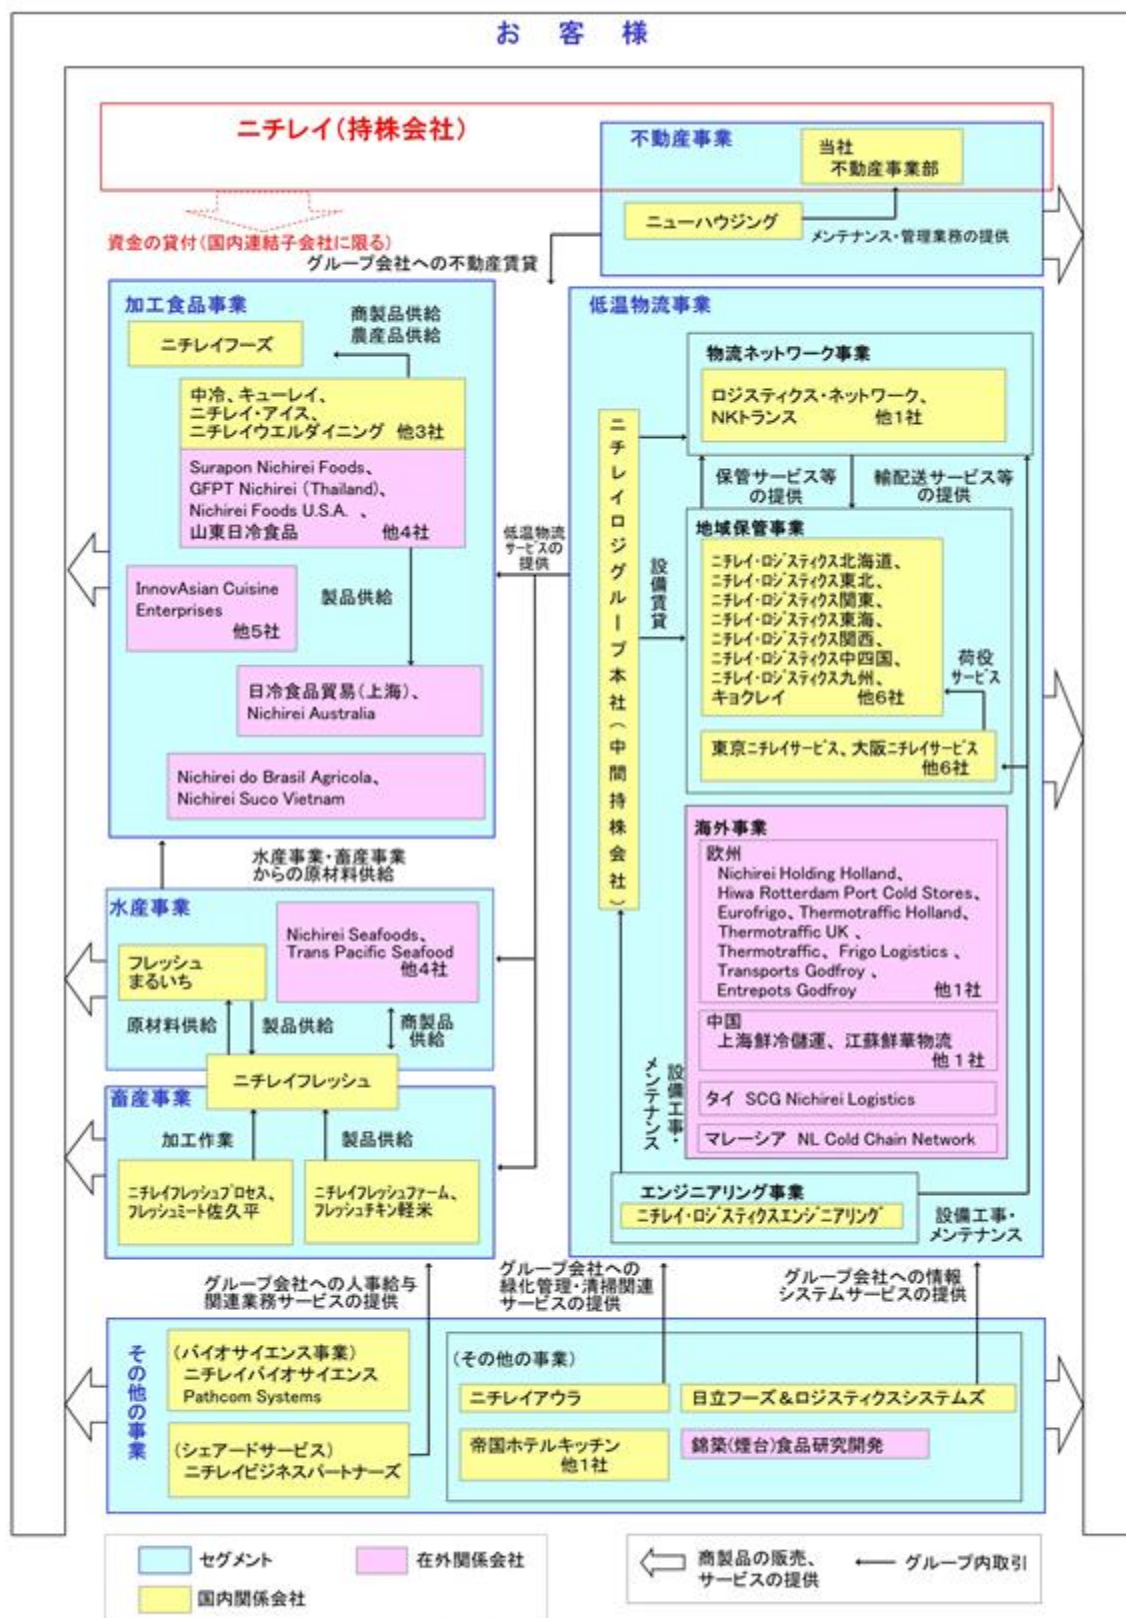 お 客 様
ニチレイ(持株会社)
不動産事業
当社
不動産事業部
ニューハウジング
メンテナンス・管理業務の提供
資金の貸付(国内連結子会社に限る)
グループ会社への不動産賃貸
加工食品事業
ニチレイフーズ
商製品供給
農産品供給
中冷、キューレイ、
ニチレイ・アイス、
ニチレイウエルダイニング 他3社
Surapon Nichirei Foods、
GFPT Nichirei (Thailand)、
Nichirei Foods U.S.A. 、
山東日冷食品 他4社
InnovAsian Cuisine
Enterprises
他5社
製品供給
日冷食品貿易(上海)、
Nichirei Australia
Nichirei do Brasil Agricola、
Nichirei Suco Vietnam
低温物流
サービスの
提供
低温物流事業
ニチレイロジグループ本社(中間持株会社)
物流ネットワーク事業
ロジスティクス・ネットワーク、
NKトランス 他1社
保管サービス等
の提供
輸配送サービス等
の提供
設備賃貸
地域保管事業
ニチレイ・ロジスティクス北海道、
ニチレイ・ロジスティクス東北、
ニチレイ・ロジスティクス関東、
ニチレイ・ロジスティクス東海、
ニチレイ・ロジスティクス関西、
ニチレイ・ロジスティクス中四国、
ニチレイ・ロジスティクス九州、
キョクレイ 他6社
荷役
サービス
東京ニチレイサービス、大阪ニチレイサービス
他6社
海外事業
欧州
Nichirei Holding Holland、
Hiwa Rotterdam Port Cold Stores、
Eurofrigo、Thermotraffic Holland、
Thermotraffic UK 、
Thermotraffic、Frigo Logistics 、
Transports Godfroy 、
Entrepots Godfroy 他1社
中国
上海鮮冷儲運、江蘇鮮華物流
他1社
タイ SCG Nichirei Logistics
マレーシア NL Cold Chain Network
設備工事・
メンテナンス
エンジニアリング事業
ニチレイ・ロジスティクスエンジニアリング
設備工事・
メンテナンス
水産事業・畜産事業
からの原材料供給
水産事業
Nichirei Seafoods、
Trans Pacific Seafood
他4社
フレッシュ
まるいち
原材料供給
製品供給
商製品
供給
ニチレイフレッシュ
畜産事業
加工作業
製品供給
ニチレイフレッシュプロセス、
フレッシュミート佐久平
ニチレイフレッシュファーム、
フレッシュチキン軽米
グループ会社への人事給与
関連業務サービスの提供
グループ会社への
緑化管理・清掃関連
サービスの提供
グループ会社への情報
システムサービスの提供
その他の事業
(バイオサイエンス事業)
ニチレイバイオサイエンス
Pathcom Systems
(シェアードサービス)
ニチレイビジネスパートナーズ
(その他の事業)
ニチレイアウラ
日立フーズ&ロジスティクスシステムズ
帝国ホテルキッチン
他1社
錦築(煙台)食品研究開発
セグメント
在外関係会社
国内関係会社
商製品の販売、
サービスの提供
グループ内取引